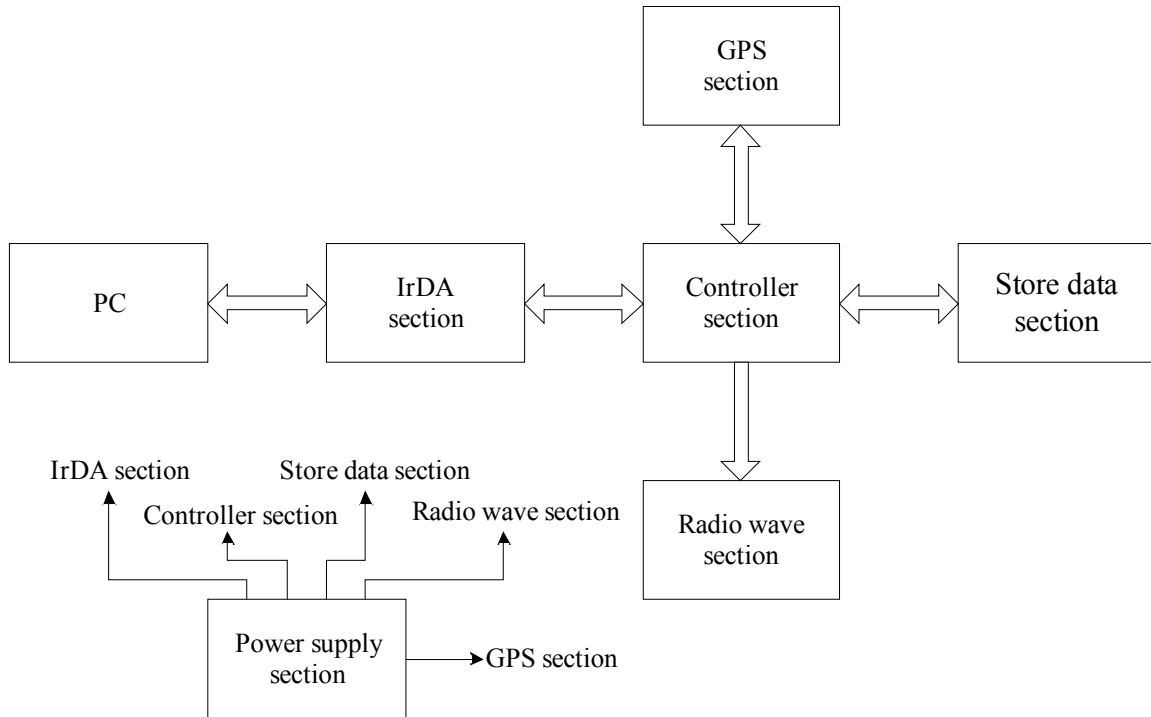 GPS
section
PC
IrDA
section
Controller
section
Store data
section
IrDA section
Store data section
Controller section
Radio wave section
Radio wave
section
Power supply
section
GPS section